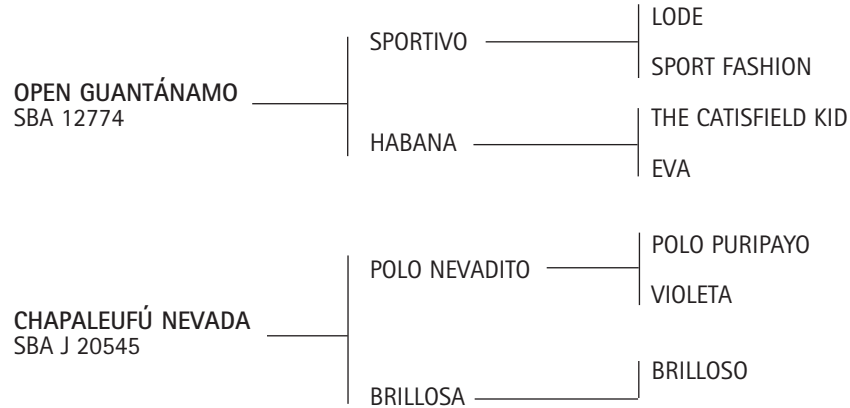 OPEN GUANTÁNAMO
SBA 12774
SPORTIVO
LODE
SPORT FASHION
HABANA
THE CATISFIELD KID
EVA
CHAPALEUFÚ NEVADA
SBA J 20545
POLO NEVADITO
POLO PURIPAYO
VIOLETA
BRILLOSA
BRILLOSO